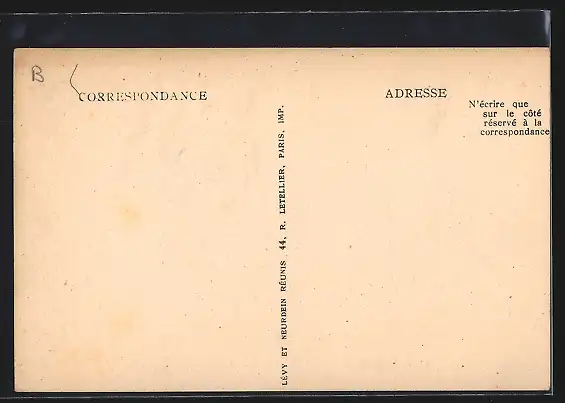 B
CORRESPONDANCE
ADRESSE
N'écrire que
sur le côté
réservé à la
correspondance
LÉVY ET NEURDEIN RÉUNIS 44, R. LETELLIER, PARIS, IMP.